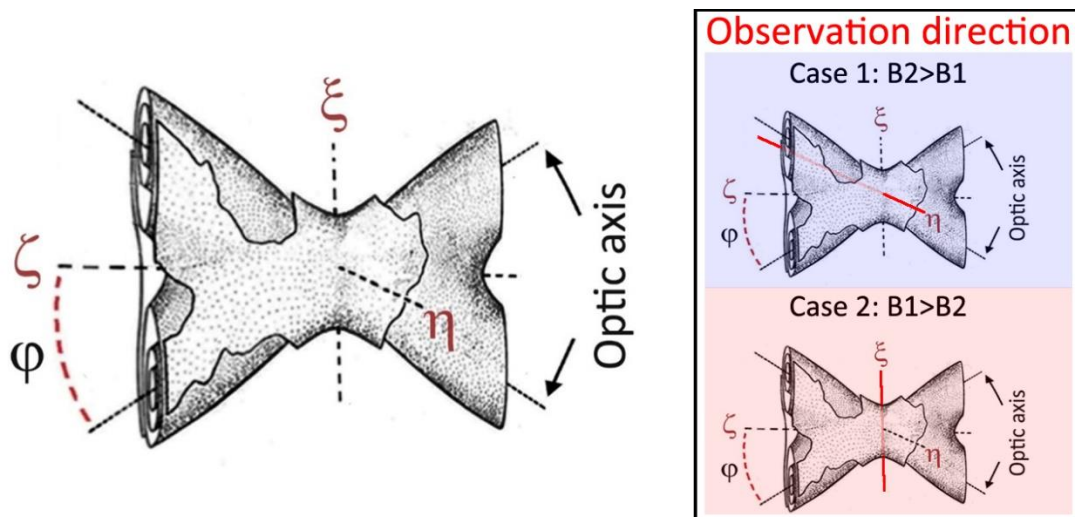 ξ
ζ
φ
η
Optic axis
Observation direction
Case 1: B2>B1
ξ
ζ
φ
η
Optic axis
Case 2: B1>B2
ξ
ζ
φ
η
Optic axis